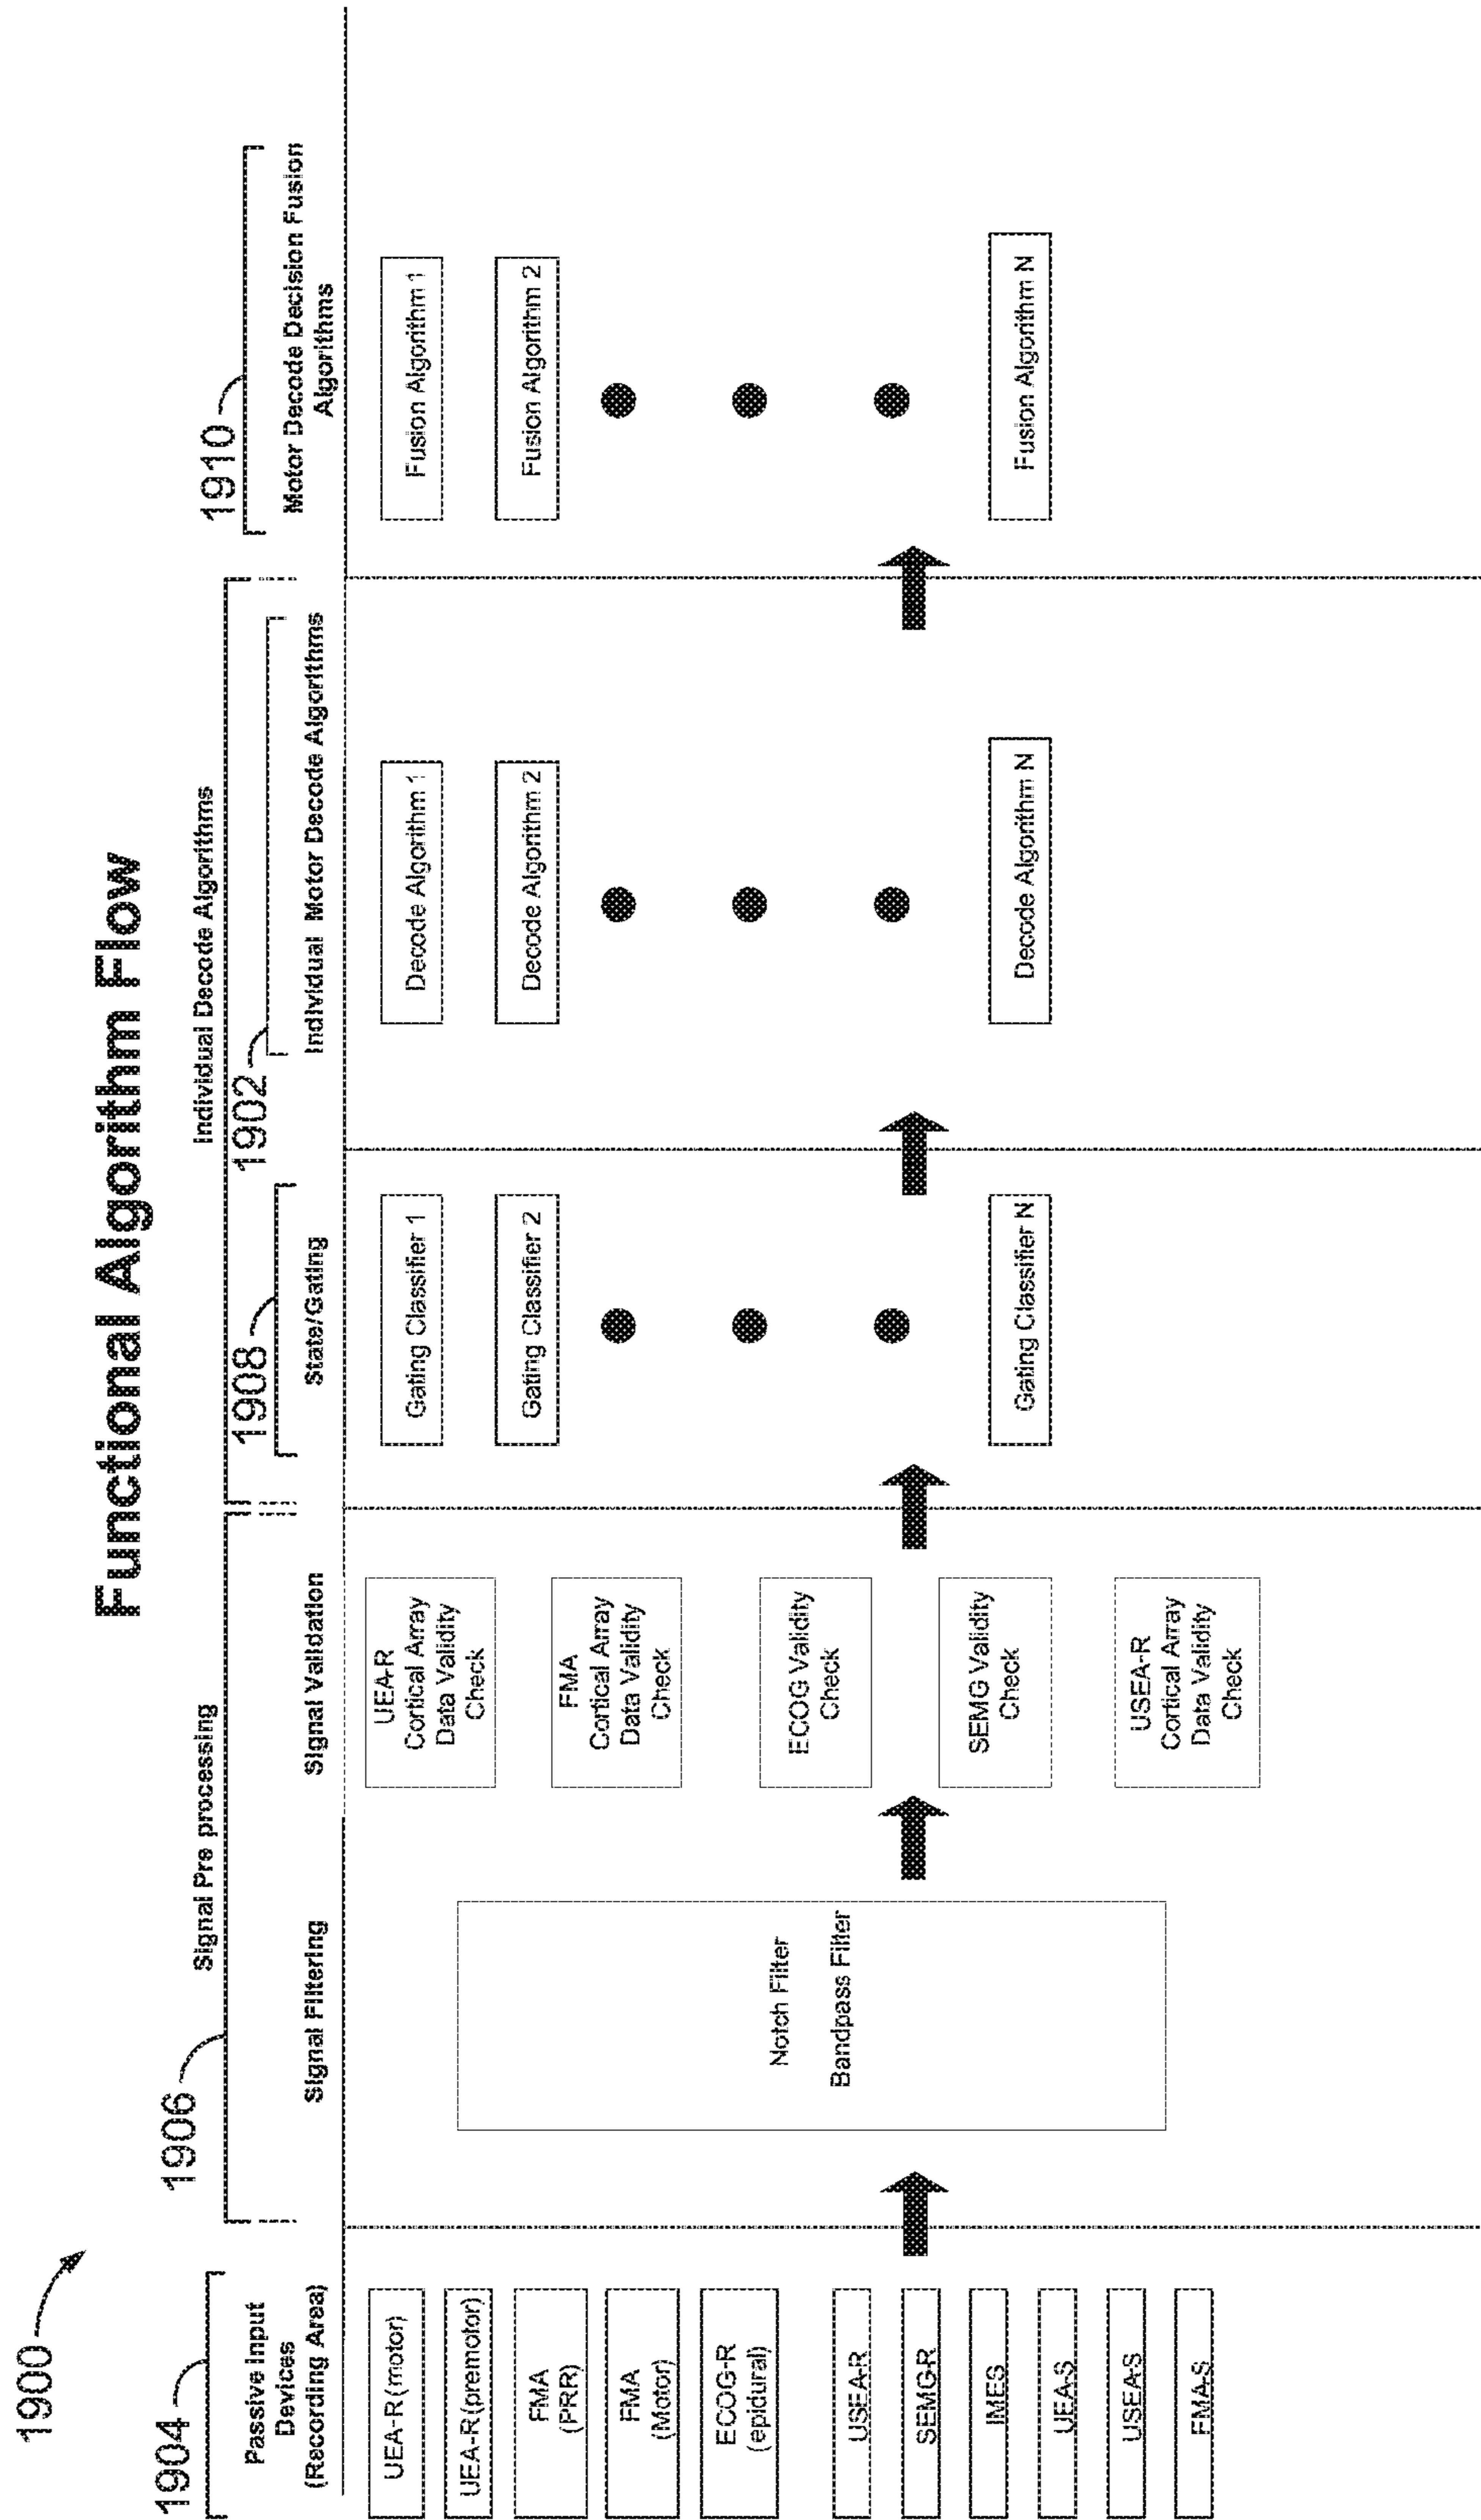 Functional Algorithm Flow
1900
1904
Passive Input
Devices
(Recording Area)
UEA-R (motor)
UEA-R (premotor)
FMA
(PRR)
FMA
(Motor)
ECOG-R
(epidural)
USEA-R
SEMG-R
IMES
UEA-S
USEA-S
FMA-S
1906
Signal Pre processing
Signal Filtering
Notch Filter
Bandpass Filter
Signal Validation
UEA-R
Cortical Array
Data Validity
Check
FMA
Cortical Array
Data Validity
Check
ECOG Validity
Check
SEMG Validity
Check
USEA-R
Cortical Array
Data Validity
Check
Individual Decode Algorithms
1908
State/Gating
Gating Classifier 1
Gating Classifier 2
Gating Classifier N
1902
Individual Motor Decode Algorithms
Decode Algorithm 1
Decode Algorithm 2
Decode Algorithm N
1910
Motor Decode Decision Fusion
Algorithms
Fusion Algorithm 1
Fusion Algorithm 2
Fusion Algorithm N